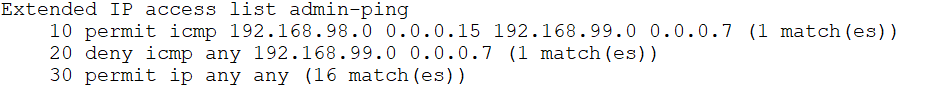 Extended IP access list admin-ping
10 permit icmp 192.168.98.0 0.0.0.15 192.168.99.0 0.0.0.7 (1 match(es))
20 deny icmp any 192.168.99.0 0.0.0.7 (1 match(es))
30 permit ip any any (16 match(es))